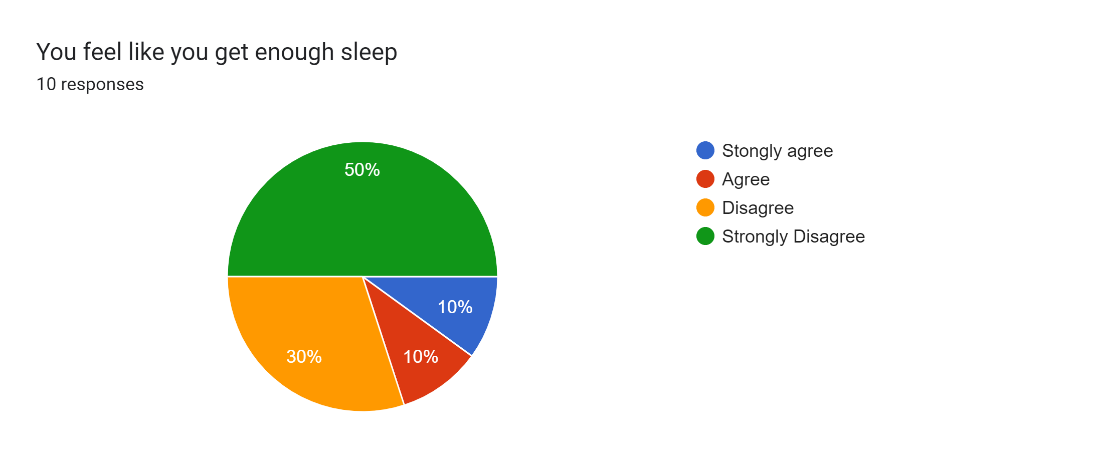 You feel like you get enough sleep
10 responses
50%
10%
10%
30%
Stongly agree
Agree
Disagree
Strongly Disagree